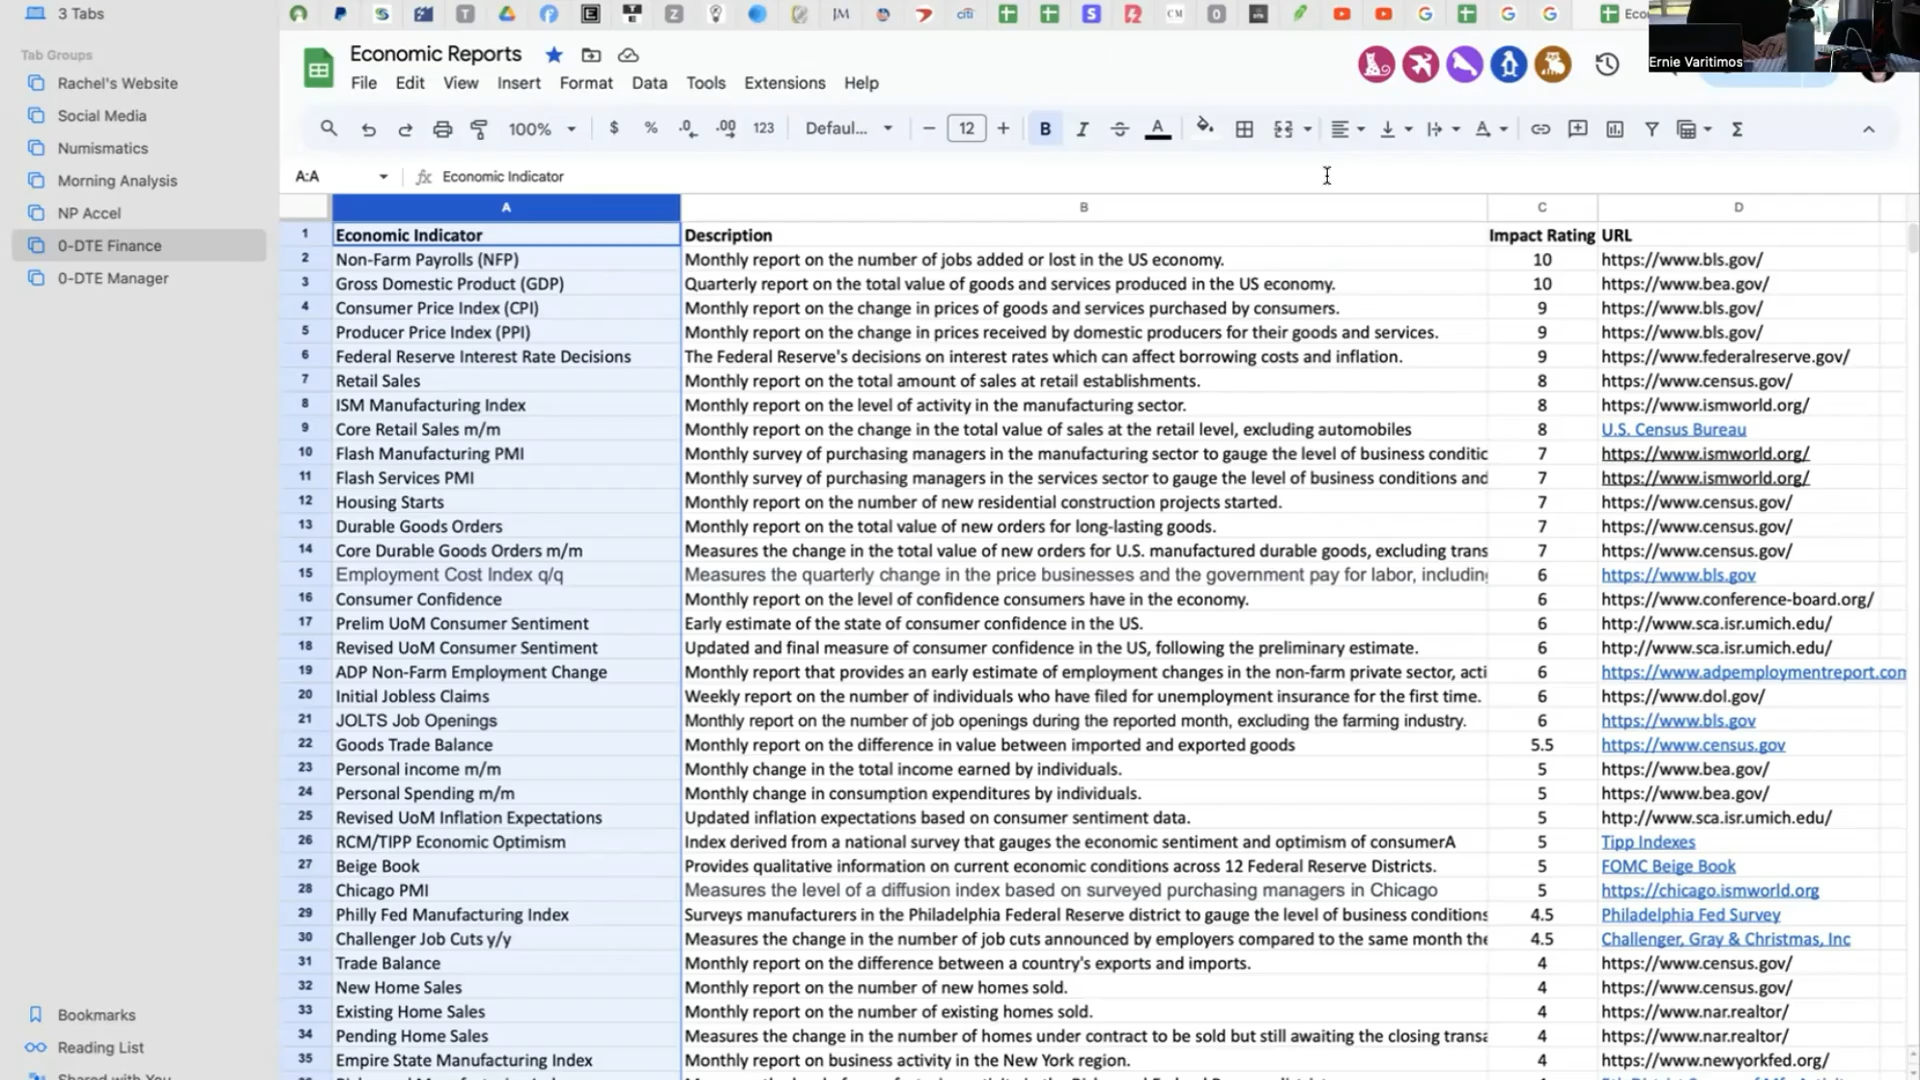 3 Tabs
Tab Groups
Rachel's Website
Social Media
Numismatics
Morning Analysis
NP Accel
0-DTE Finance
0-DTE Manager
Bookmarks
Reading List
Shared with You
JM
citi
CM
Ernie Varitimos
Economic Reports
File Edit View Insert Format Data Tools Extensions Help
100% $ % .0 .00 123 Defaul... 12 B I S A Σ
A:A fx Economic Indicator
A B C D
1 Economic Indicator Description Impact Rating URL
2 Non-Farm Payrolls (NFP) Monthly report on the number of jobs added or lost in the US economy. 10 https://www.bls.gov/
3 Gross Domestic Product (GDP) Quarterly report on the total value of goods and services produced in the US economy. 10 https://www.bea.gov/
4 Consumer Price Index (CPI) Monthly report on the change in prices of goods and services purchased by consumers. 9 https://www.bls.gov/
5 Producer Price Index (PPI) Monthly report on the change in prices received by domestic producers for their goods and services. 9 https://www.bls.gov/
6 Federal Reserve Interest Rate Decisions The Federal Reserve's decisions on interest rates which can affect borrowing costs and inflation. 9 https://www.federalreserve.gov/
7 Retail Sales Monthly report on the total amount of sales at retail establishments. 8 https://www.census.gov/
8 ISM Manufacturing Index Monthly report on the level of activity in the manufacturing sector. 8 https://www.ismworld.org/
9 Core Retail Sales m/m Monthly report on the change in the total value of sales at the retail level, excluding automobiles 8 U.S. Census Bureau
10 Flash Manufacturing PMI Monthly survey of purchasing managers in the manufacturing sector to gauge the level of business conditic 7 https://www.ismworld.org/
11 Flash Services PMI Monthly survey of purchasing managers in the services sector to gauge the level of business conditions and 7 https://www.ismworld.org/
12 Housing Starts Monthly report on the number of new residential construction projects started. 7 https://www.census.gov/
13 Durable Goods Orders Monthly report on the total value of new orders for long-lasting goods. 7 https://www.census.gov/
14 Core Durable Goods Orders m/m Measures the change in the total value of new orders for U.S. manufactured durable goods, excluding trans 7 https://www.census.gov/
15 Employment Cost Index q/q Measures the quarterly change in the price businesses and the government pay for labor, including 6 https://www.bls.gov
16 Consumer Confidence Monthly report on the level of confidence consumers have in the economy. 6 https://www.conference-board.org/
17 Prelim UoM Consumer Sentiment Early estimate of the state of consumer confidence in the US. 6 http://www.sca.isr.umich.edu/
18 Revised UoM Consumer Sentiment Updated and final measure of consumer confidence in the US, following the preliminary estimate. 6 http://www.sca.isr.umich.edu/
19 ADP Non-Farm Employment Change Monthly report that provides an early estimate of employment changes in the non-farm private sector, acti 6 https://www.adpemploymentreport.com
20 Initial Jobless Claims Weekly report on the number of individuals who have filed for unemployment insurance for the first time. 6 https://www.dol.gov/
21 JOLTS Job Openings Monthly report on the number of job openings during the reported month, excluding the farming industry. 6 https://www.bls.gov
22 Goods Trade Balance Monthly report on the difference in value between imported and exported goods 5.5 https://www.census.gov
23 Personal income m/m Monthly change in the total income earned by individuals. 5 https://www.bea.gov/
24 Personal Spending m/m Monthly change in consumption expenditures by individuals. 5 https://www.bea.gov/
25 Revised UoM Inflation Expectations Updated inflation expectations based on consumer sentiment data. 5 http://www.sca.isr.umich.edu/
26 RCM/TIPP Economic Optimism Index derived from a national survey that gauges the economic sentiment and optimism of consumerA 5 Tipp Indexes
27 Beige Book Provides qualitative information on current economic conditions across 12 Federal Reserve Districts. 5 FOMC Beige Book
28 Chicago PMI Measures the level of a diffusion index based on surveyed purchasing managers in Chicago 5 https://chicago.ismworld.org
29 Philly Fed Manufacturing Index Surveys manufacturers in the Philadelphia Federal Reserve district to gauge the level of business conditions 4.5 Philadelphia Fed Survey
30 Challenger Job Cuts y/y Measures the change in the number of job cuts announced by employers compared to the same month the 4.5 Challenger, Gray & Christmas, Inc
31 Trade Balance Monthly report on the difference between a country's exports and imports. 4 https://www.census.gov/
32 New Home Sales Monthly report on the number of new homes sold. 4 https://www.census.gov/
33 Existing Home Sales Monthly report on the number of existing homes sold. 4 https://www.nar.realtor/
34 Pending Home Sales Measures the change in the number of homes under contract to be sold but still awaiting the closing transa 4 https://www.nar.realtor/
35 Empire State Manufacturing Index Monthly report on business activity in the New York region. 4 https://www.newyorkfed.org/